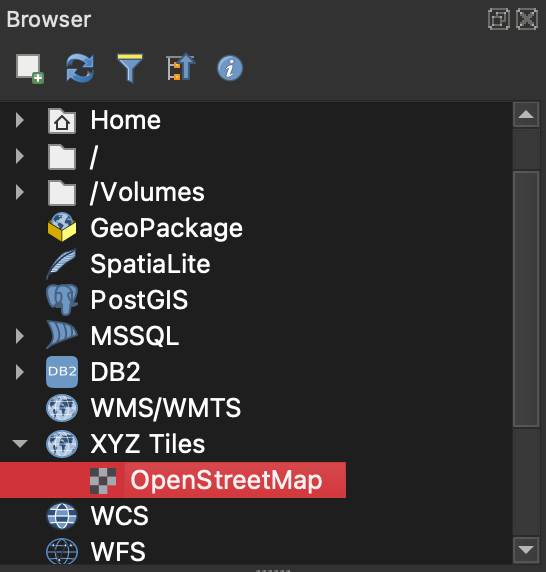 Browser
Home
/
/Volumes
GeoPackage
SpatiaLite
PostGIS
MSSQL
DB2 DB2
WMS/WMTS
XYZ Tiles
OpenStreetMap
WCS
WFS